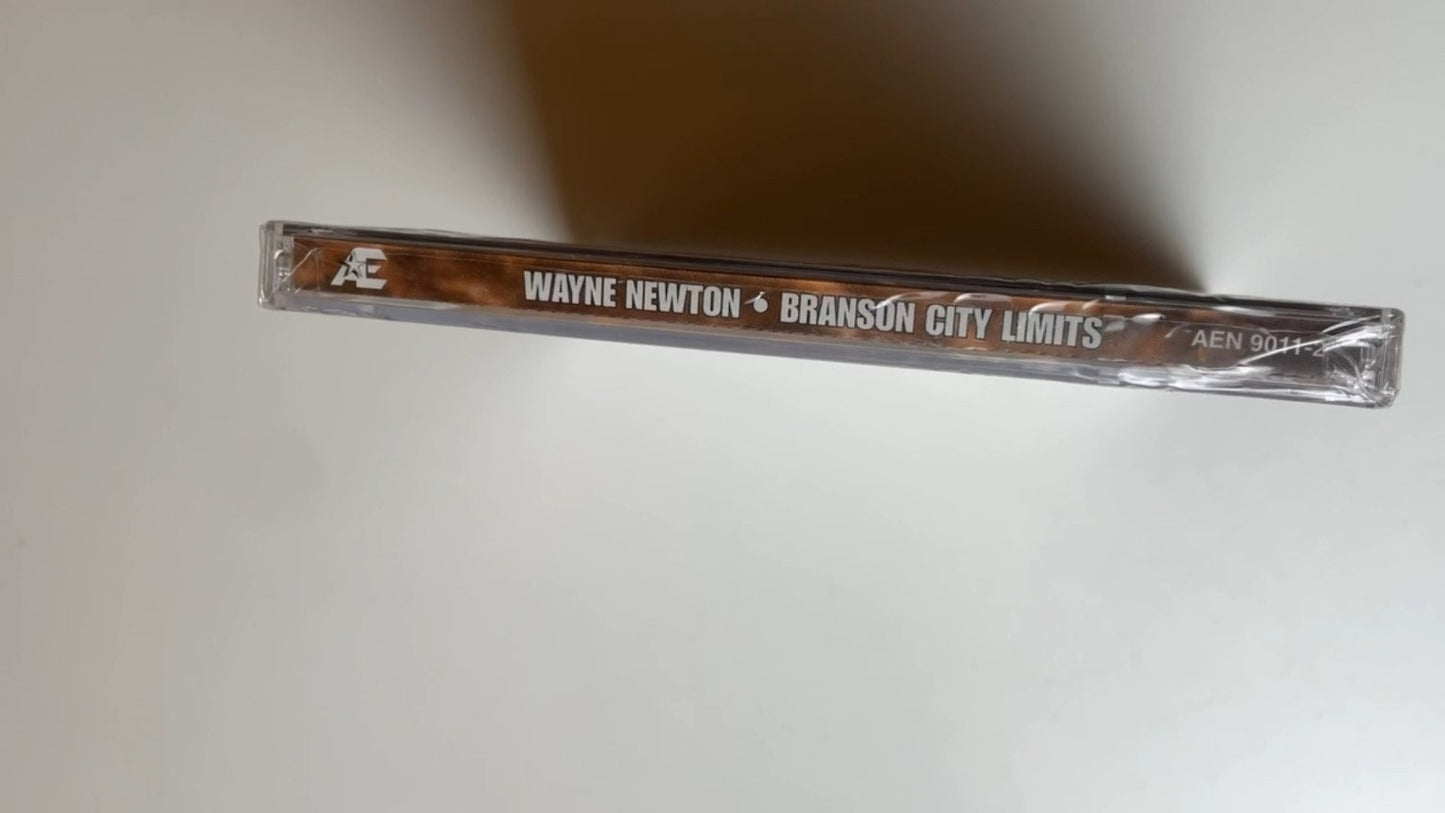 AE WAYNE NEWTON • BRANSON CITY LIMITS AEN 9011-2